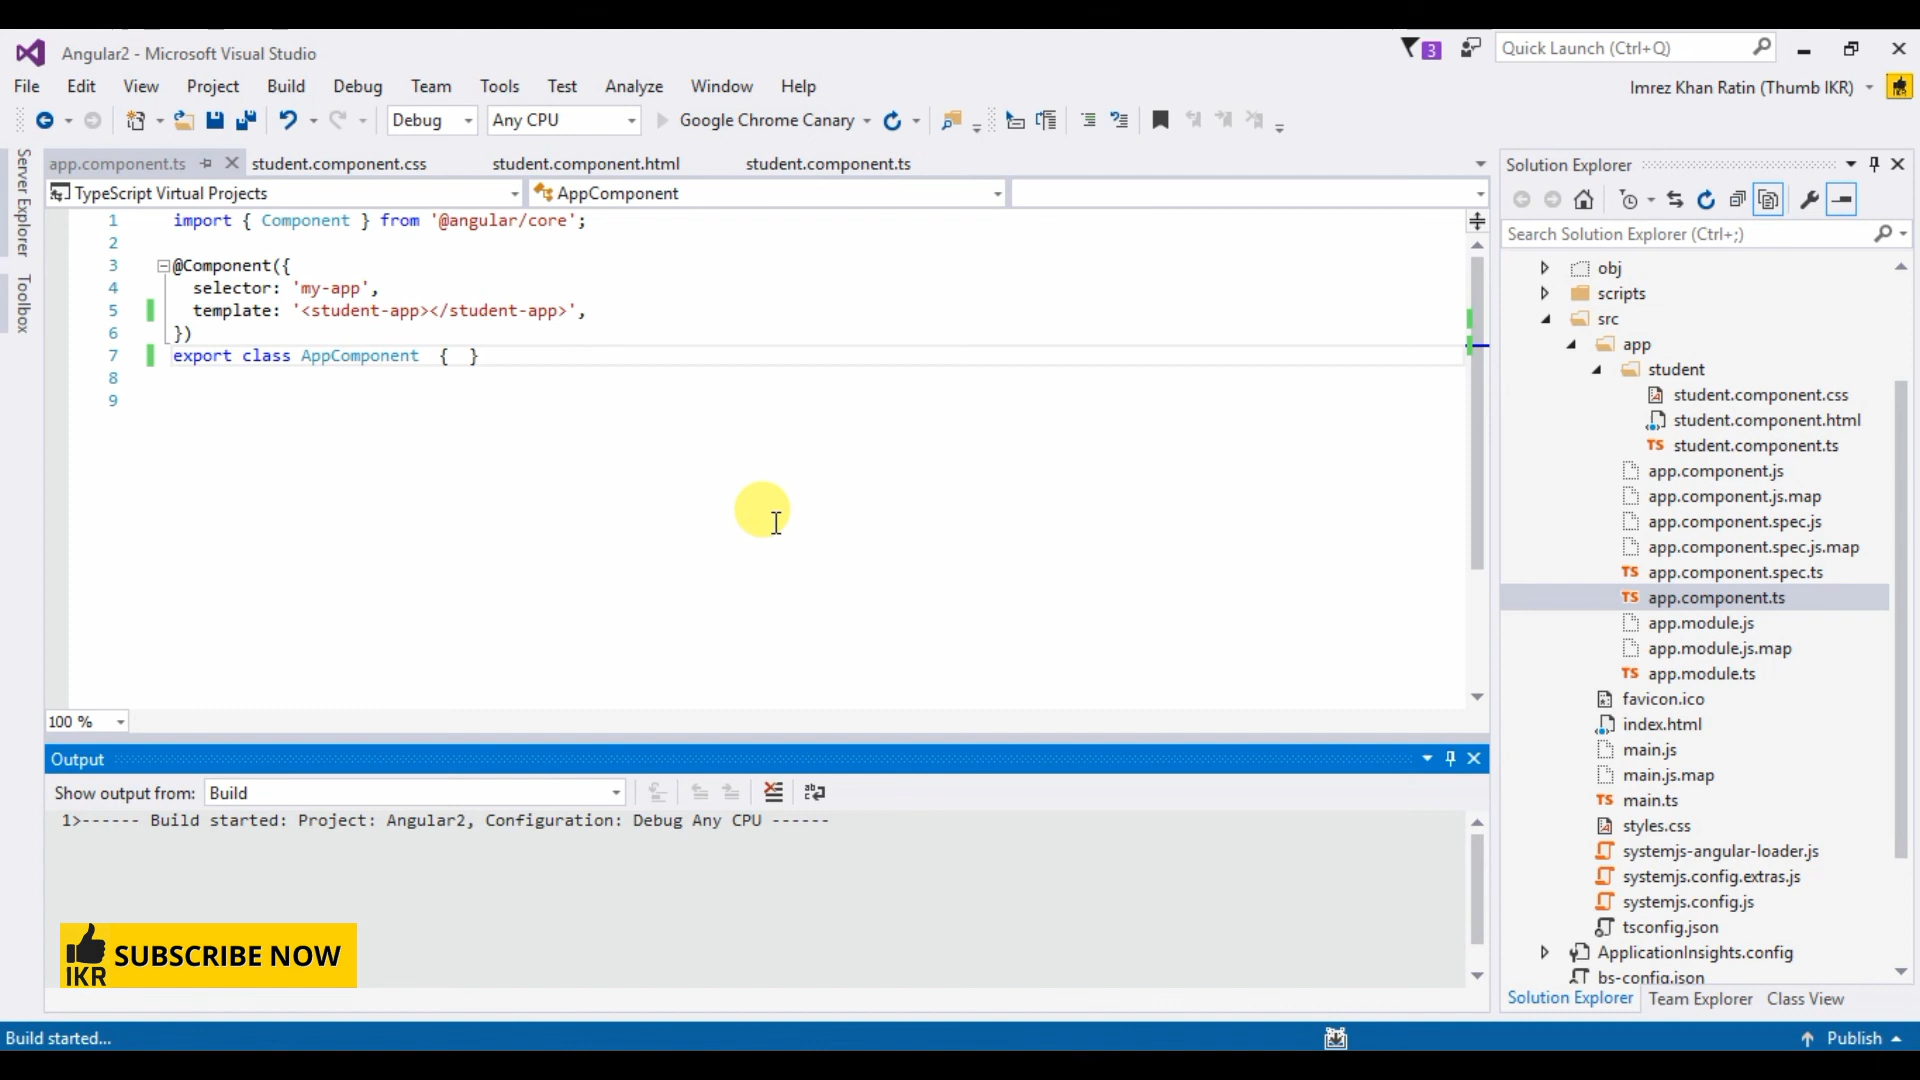 Angular2 - Microsoft Visual Studio
3
Quick Launch (Ctrl+Q)
File Edit View Project Build Debug Team Tools Test Analyze Window Help
Imrez Khan Ratin (Thumb IKR)
Debug Any CPU Google Chrome Canary
Server Explorer
Toolbox
app.component.ts student.component.css student.component.html student.component.ts
TypeScript Virtual Projects AppComponent
1 import { Component } from '@angular/core';
2
3 @Component({
4 selector: 'my-app',
5 template: '<student-app></student-app>',
6 })
7 export class AppComponent { }
8
9
100 %
Output
Show output from: Build
1>------ Build started: Project: Angular2, Configuration: Debug Any CPU ------
IKR SUBSCRIBE NOW
Solution Explorer
Search Solution Explorer (Ctrl+;)
obj
scripts
src
app
student
student.component.css
student.component.html
TS student.component.ts
app.component.js
app.component.js.map
app.component.spec.js
app.component.spec.js.map
TS app.component.spec.ts
TS app.component.ts
app.module.js
app.module.js.map
TS app.module.ts
favicon.ico
index.html
main.js
main.js.map
TS main.ts
styles.css
systemjs-angular-loader.js
systemjs.config.extras.js
systemjs.config.js
tsconfig.json
ApplicationInsights.config
bs-config.json
Solution Explorer Team Explorer Class View
Build started... Publish